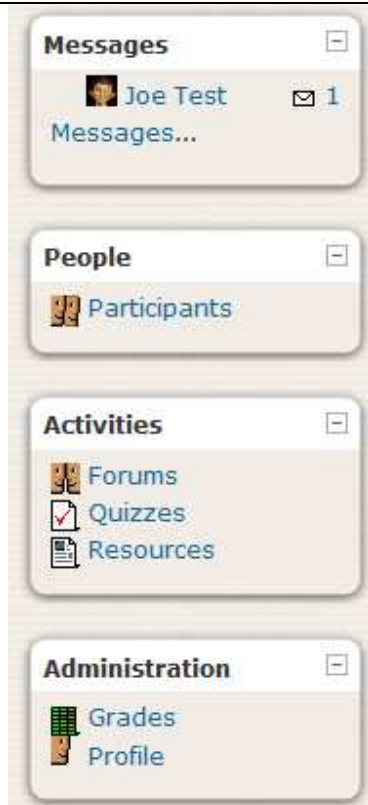 Messages
Joe Test 1
Messages...
People
Participants
Activities
Forums
Quizzes
Resources
Administration
Grades
Profile